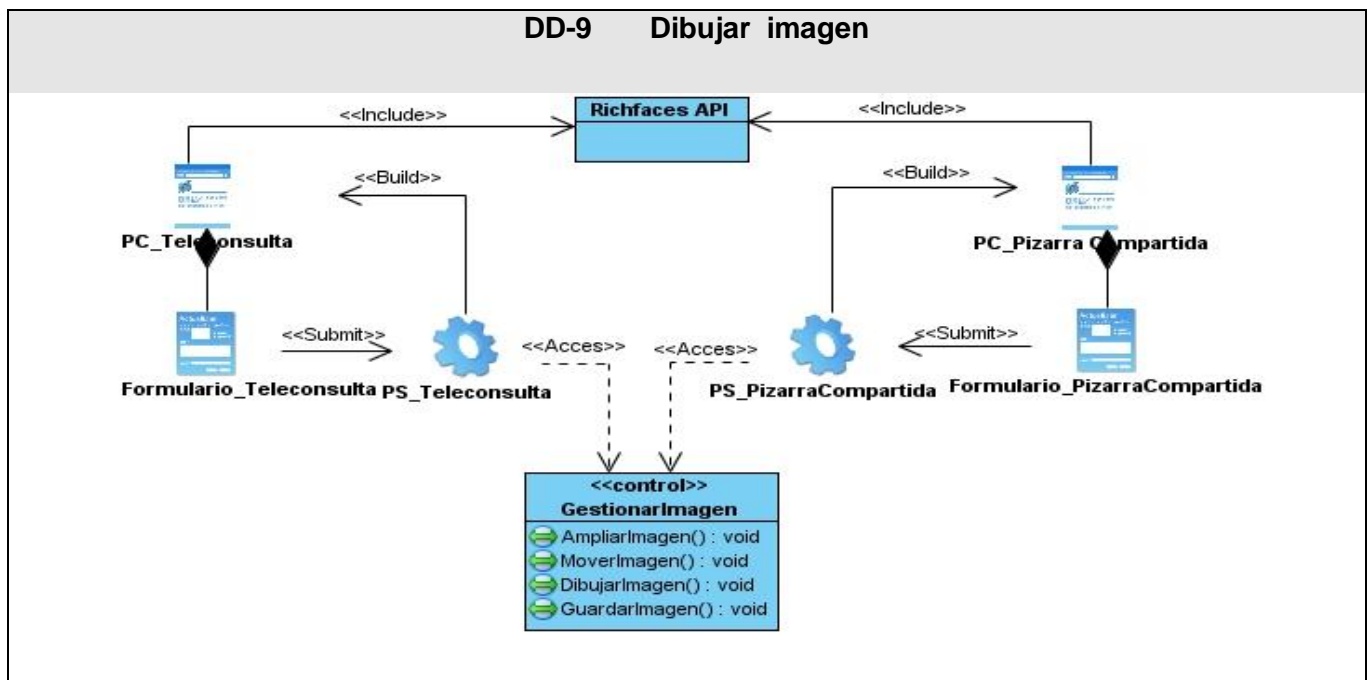 DD-9 Dibujar imagen
<<Include>>
Richfaces API
<<Include>>
<<Build>>
<<Build>>
PC_Teleconsulta
PC_Pizarra Compartida
<<Submit>>
<<Acces>>
<<Acces>>
<<Submit>>
Formulario_Teleconsulta
PS_Teleconsulta
PS_PizarraCompartida
Formulario_PizarraCompartida
<<control>>
GestionarImagen
AmpliarImagen() : void
MoverImagen() : void
DibujarImagen() : void
GuardarImagen() : void